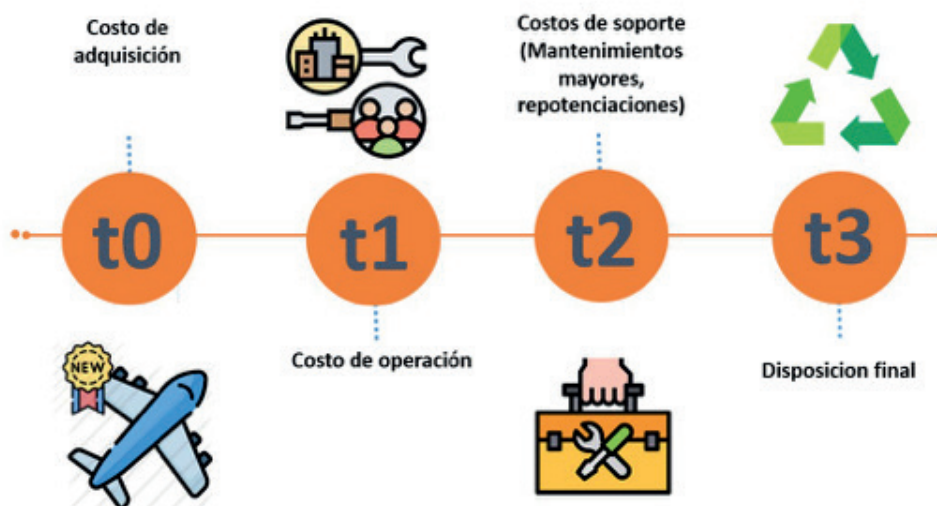 Costo de
adquisición
Costos de soporte
(Mantenimientos
mayores,
repotenciaciones)
t0
t1
t2
t3
Costo de operación
Disposicion final
NEW